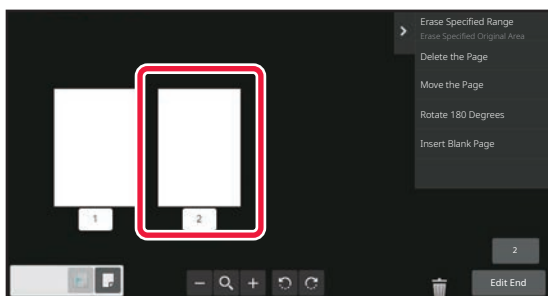 Erase Specified Range
Erase Specified Original Area
Delete the Page
Move the Page
Rotate 180 Degrees
Insert Blank Page
1
2
2
Edit End